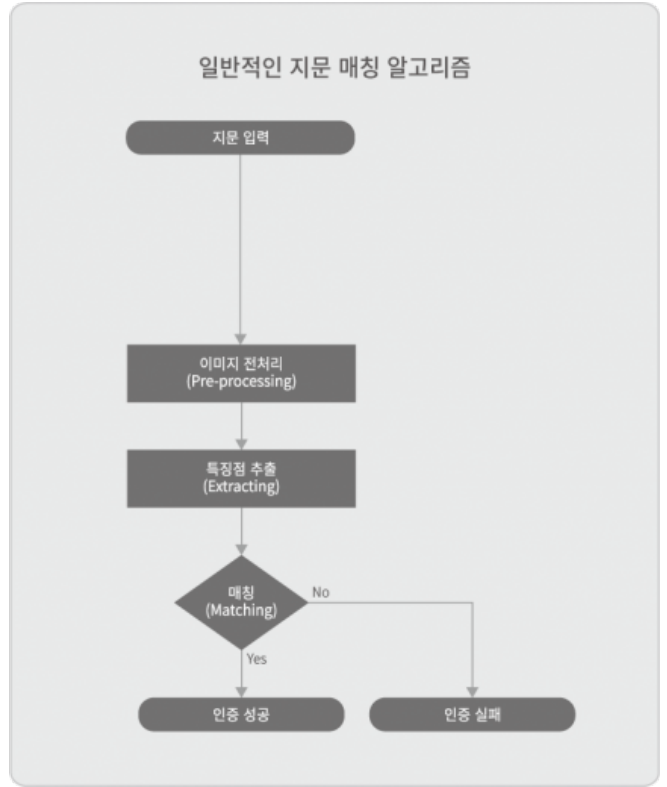 일반적인 지문 매칭 알고리즘
지문 입력
이미지 전처리
(Pre-processing)
특징점 추출
(Extracting)
매칭
(Matching)
No
Yes
인증 성공
인증 실패